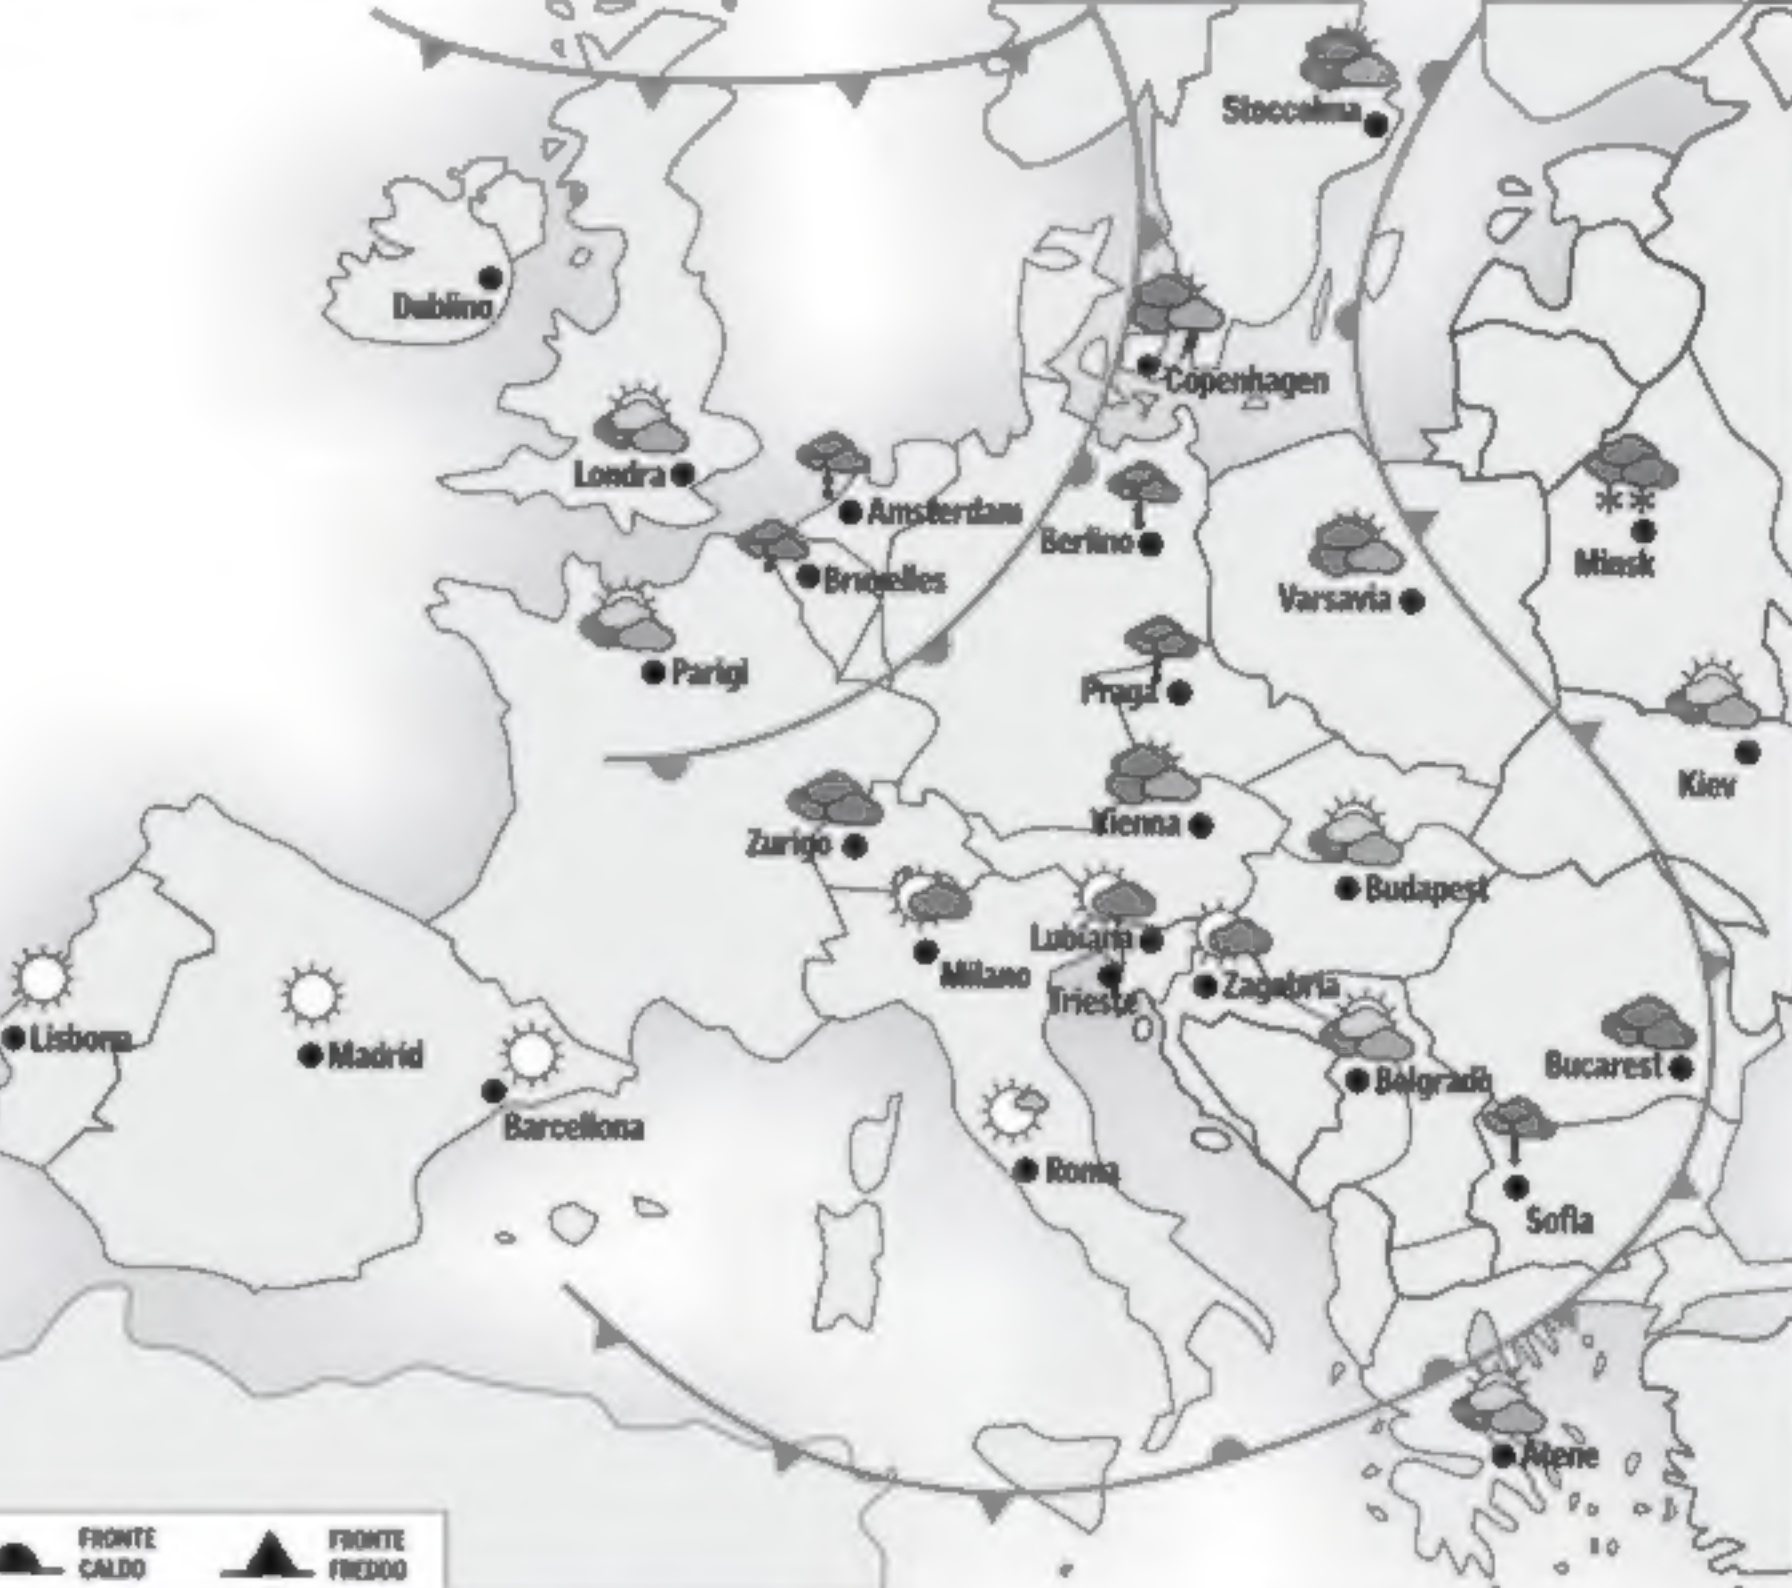 Stoccolma
Dublino
Copenhagen
Londra
Amsterdam
Berlino
Bruxelles
Varsavia
Minsk
Parigi
Praga
Kiev
Vienna
Zurigo
Budapest
Lubiana
Milano
Zagabria
Trieste
Lisbona
Madrid
Bucarest
Belgrado
Barcellona
Roma
Sofia
Atene
FRONTE
CALDO
FRONTE
FREDDO